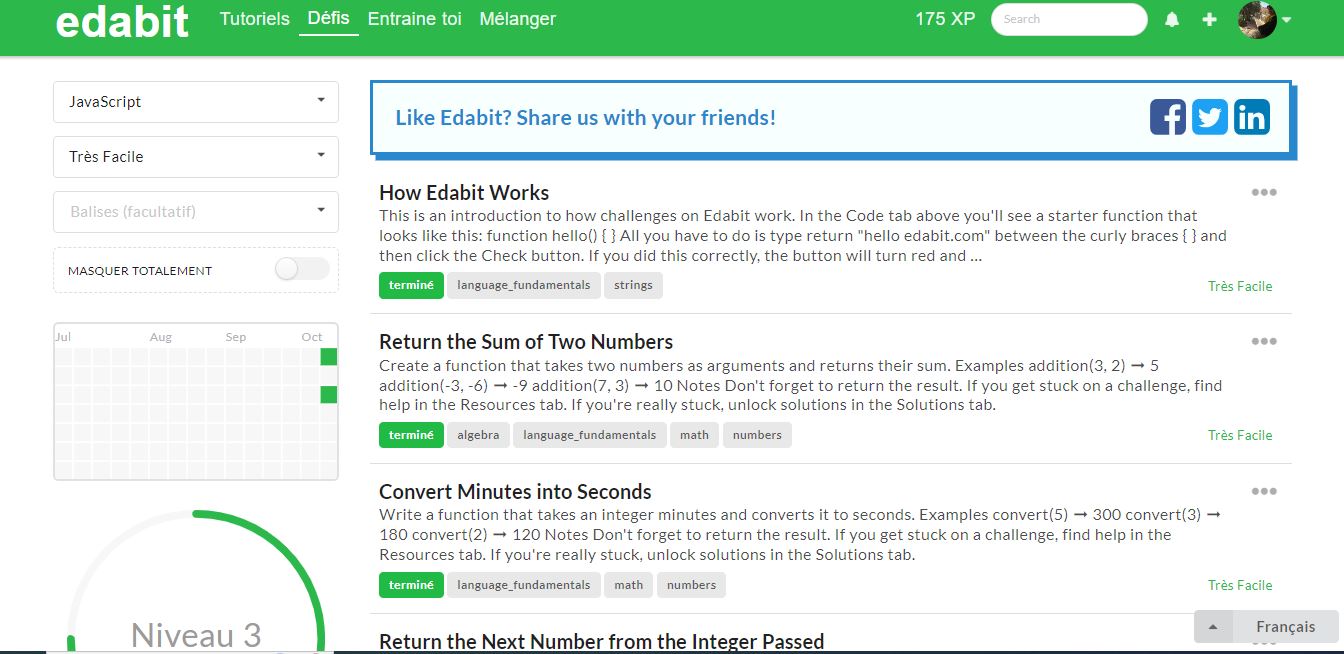 edabit
Tutoriels Défis Entraine toi Mélanger
175 XP
Search
JavaScript
Très Facile
Balises (facultatif)
MASQUER TOTALEMENT
Jul Aug Sep Oct
Niveau 3
Like Edabit? Share us with your friends!
How Edabit Works
This is an introduction to how challenges on Edabit work. In the Code tab above you'll see a starter function that
looks like this: function hello() { } All you have to do is type return "hello edabit.com" between the curly braces { } and
then click the Check button. If you did this correctly, the button will turn red and ...
terminé language_fundamentals strings
Très Facile
Return the Sum of Two Numbers
Create a function that takes two numbers as arguments and returns their sum. Examples addition(3, 2) ➞ 5
addition(-3, -6) ➞ -9 addition(7, 3) ➞ 10 Notes Don't forget to return the result. If you get stuck on a challenge, find
help in the Resources tab. If you're really stuck, unlock solutions in the Solutions tab.
terminé algebra language_fundamentals math numbers
Très Facile
Convert Minutes into Seconds
Write a function that takes an integer minutes and converts it to seconds. Examples convert(5) ➞ 300 convert(3) ➞
180 convert(2) ➞ 120 Notes Don't forget to return the result. If you get stuck on a challenge, find help in the
Resources tab. If you're really stuck, unlock solutions in the Solutions tab.
terminé language_fundamentals math numbers
Très Facile
Return the Next Number from the Integer Passed
Français